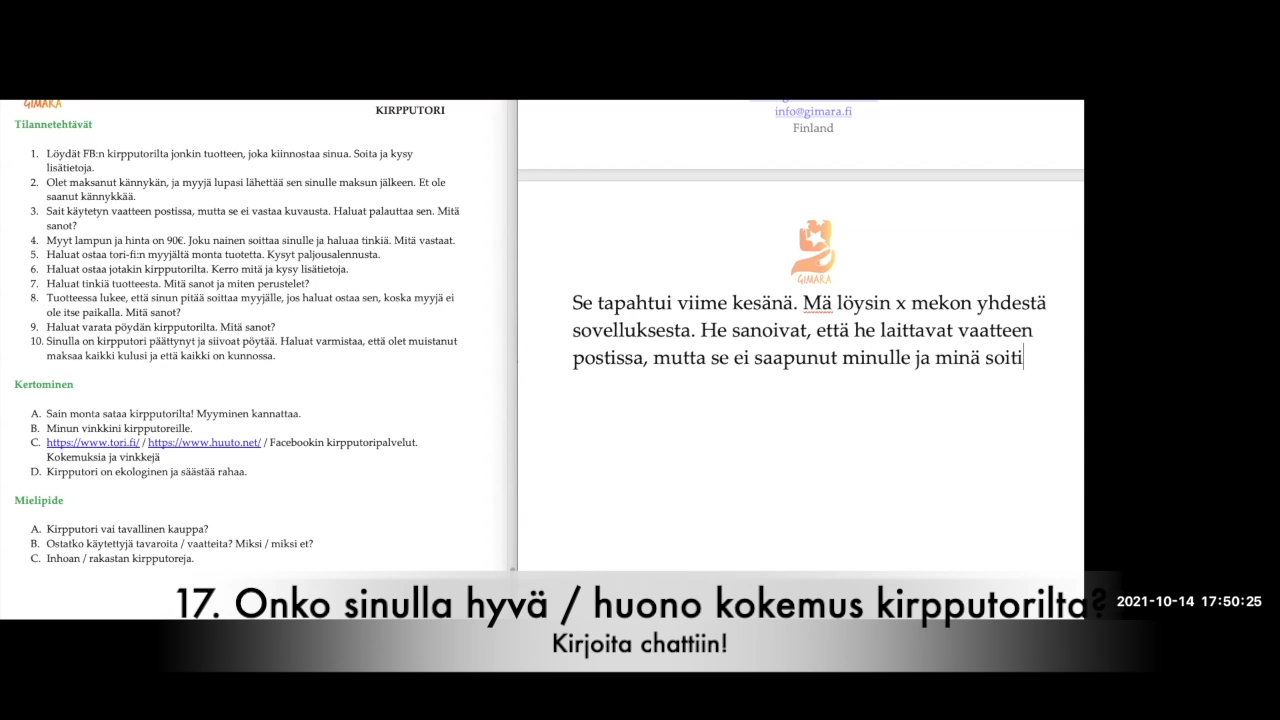 GIMARA
KIRPPUTORI
Tilannetehtävät
1. Löydät FB:n kirpputorilta jonkin tuotteen, joka kiinnostaa sinua. Soita ja kysy
lisätietoja.
2. Olet maksanut kännykän, ja myyjä lupasi lähettää sen sinulle maksun jälkeen. Et ole
saanut kännykkää.
3. Sait käytetyn vaatteen postissa, mutta se ei vastaa kuvausta. Haluat palauttaa sen. Mitä
sanot?
4. Myyt lampun ja hinta on 90€. Joku nainen soittaa sinulle ja haluaa tinkiä. Mitä vastaat.
5. Haluat ostaa tori-fi:n myyjältä monta tuotetta. Kysyt paljousalennusta.
6. Haluat ostaa jotakin kirpputorilta. Kerro mitä ja kysy lisätietoja.
7. Haluat tinkiä tuotteesta. Mitä sanot ja miten perustelet?
8. Tuotteessa lukee, että sinun pitää soittaa myyjälle, jos haluat ostaa sen, koska myyjä ei
ole itse paikalla. Mitä sanot?
9. Haluat varata pöydän kirpputorilta. Mitä sanot?
10. Sinulla on kirpputori päättynyt ja siivoat pöytää. Haluat varmistaa, että olet muistanut
maksaa kaikki kulusi ja että kaikki on kunnossa.
Kertominen
A. Sain monta sataa kirpputorilta! Myyminen kannattaa.
B. Minun vinkkini kirpputoreille.
C. https://www.tori.fi/ / https://www.huuto.net/ / Facebookin kirpputoripalvelut.
Kokemuksia ja vinkkejä
D. Kirpputori on ekologinen ja säästää rahaa.
Mielipide
A. Kirpputori vai tavallinen kauppa?
B. Ostatko käytettyjä tavaroita / vaatteita? Miksi / miksi et?
C. Inhoan / rakastan kirpputoreja.
info@gimara.fi
Finland
GIMARA
Se tapahtui viime kesänä. Mä löysin x mekon yhdestä
sovelluksesta. He sanoivat, että he laittavat vaatteen
postissa, mutta se ei saapunut minulle ja minä soiti
17. Onko sinulla hyvä / huono kokemus kirpputorilta?
Kirjoita chattiin!
2021-10-14 17:50:25